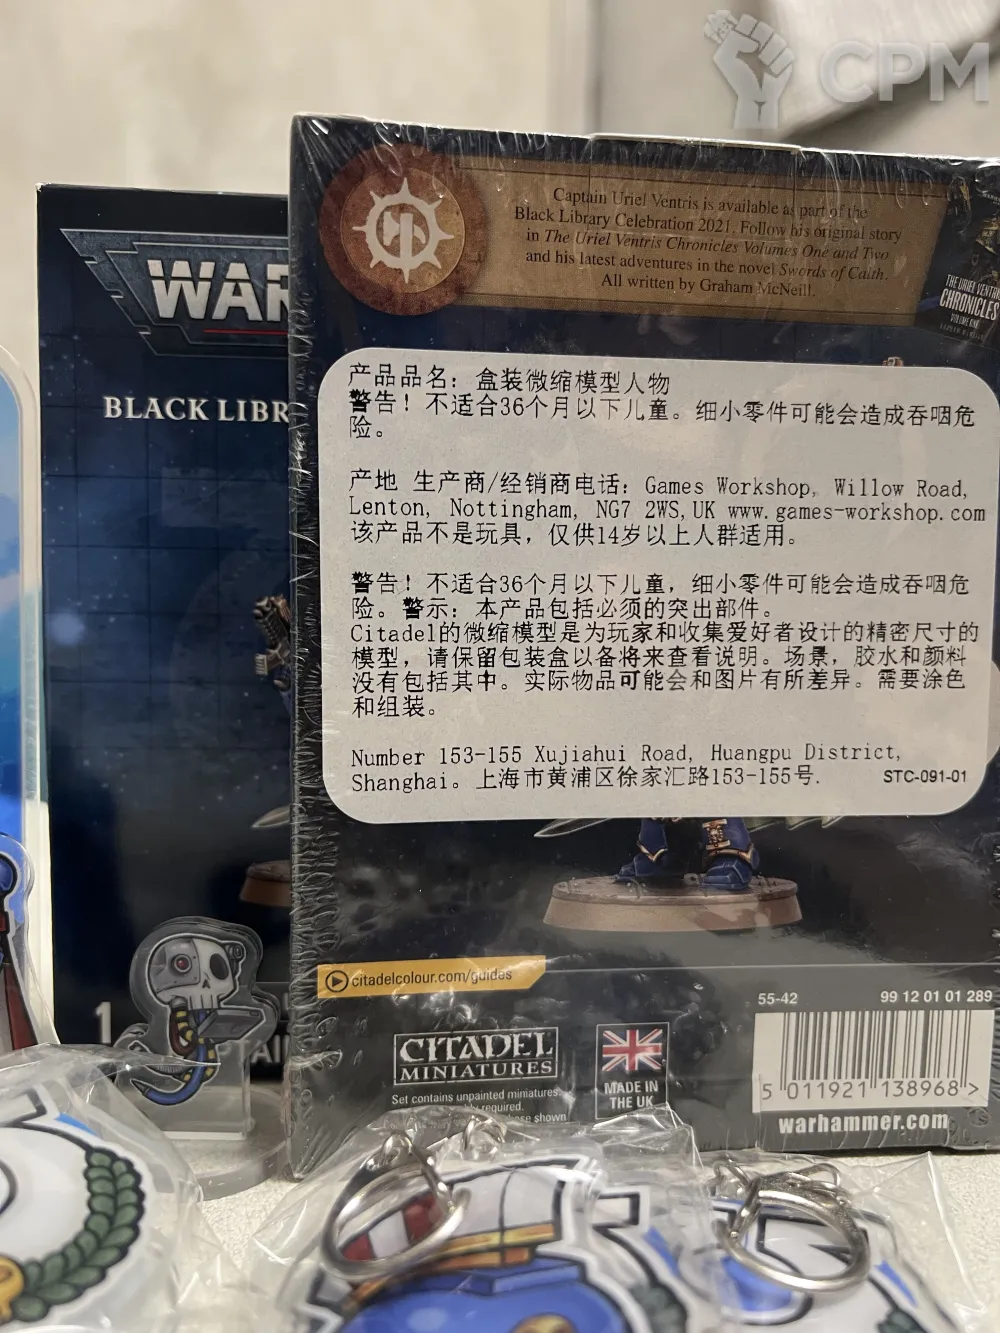 CPM
Captain Uriel Ventris is available as part of the
Black Library Celebration 2021. Follow his original story
in The Uriel Ventris Chronicles Volumes One and Two
and his latest adventures in the novel Swords of Calth.
All written by Graham McNeill.
THE URIEL VENTRIS
CHRONICLES
VOLUME ONE
WAR
BLACK LIBR
产品品名：盒装微缩模型人物
警告！不适合36个月以下儿童。细小零件可能会造成吞咽危
险。
产地 生产商/经销商电话：Games Workshop, Willow Road,
Lenton, Nottingham, NG7 2WS,UK www.games-workshop.com
该产品不是玩具，仅供14岁以上人群适用。
警告！不适合36个月以下儿童，细小零件可能会造成吞咽危
险。警示：本产品包括必须的突出部件。
Citadel的微缩模型是为玩家和收集爱好者设计的精密尺寸的
模型，请保留包装盒以备将来查看说明。场景，胶水和颜料
没有包括其中。实际物品可能会和图片有所差异。需要涂色
和组装。
Number 153-155 Xujiahui Road, Huangpu District,
Shanghai。上海市黄浦区徐家汇路153-155号.
STC-091-01
citadelcolour.com/guides
55-42 99 12 01 01 289
1
TAI
CITADEL
MINIATURES
Set contains unpainted miniatures.
required.
shown
MADE IN
THE UK
5 011921 138968 >
warhammer.com